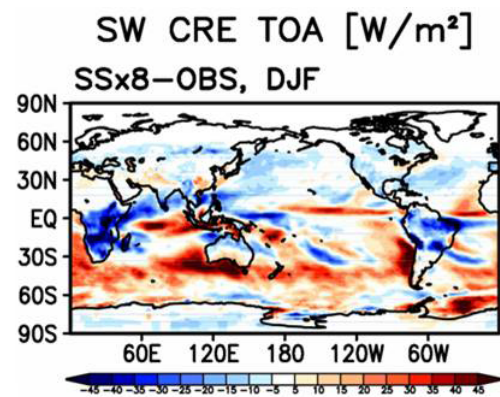 SW CRE TOA [W/m²]
SSx8-OBS, DJF
90N
60N
30N
EQ
30S
60S
90S
60E 120E 180 120W 60W
-45 -40 -35 -30 -25 -20 -15 -10 -5 5 10 15 20 25 30 35 40 45